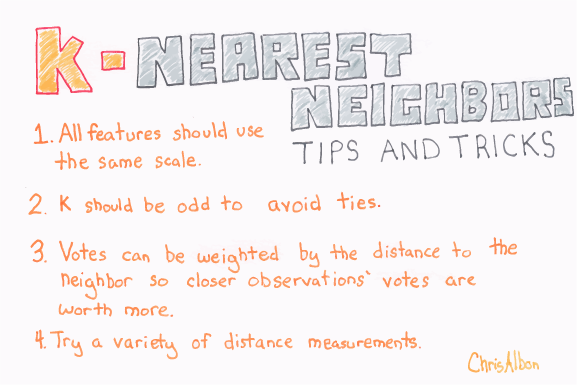 K-NEAREST
NEIGHBORS
TIPS AND TRICKS
1. All features should use
the same scale.
2. K should be odd to avoid ties.
3. Votes can be weighted by the distance to the
neighbor so closer observations' votes are
worth more.
4. Try a variety of distance measurements.
ChrisAlbon